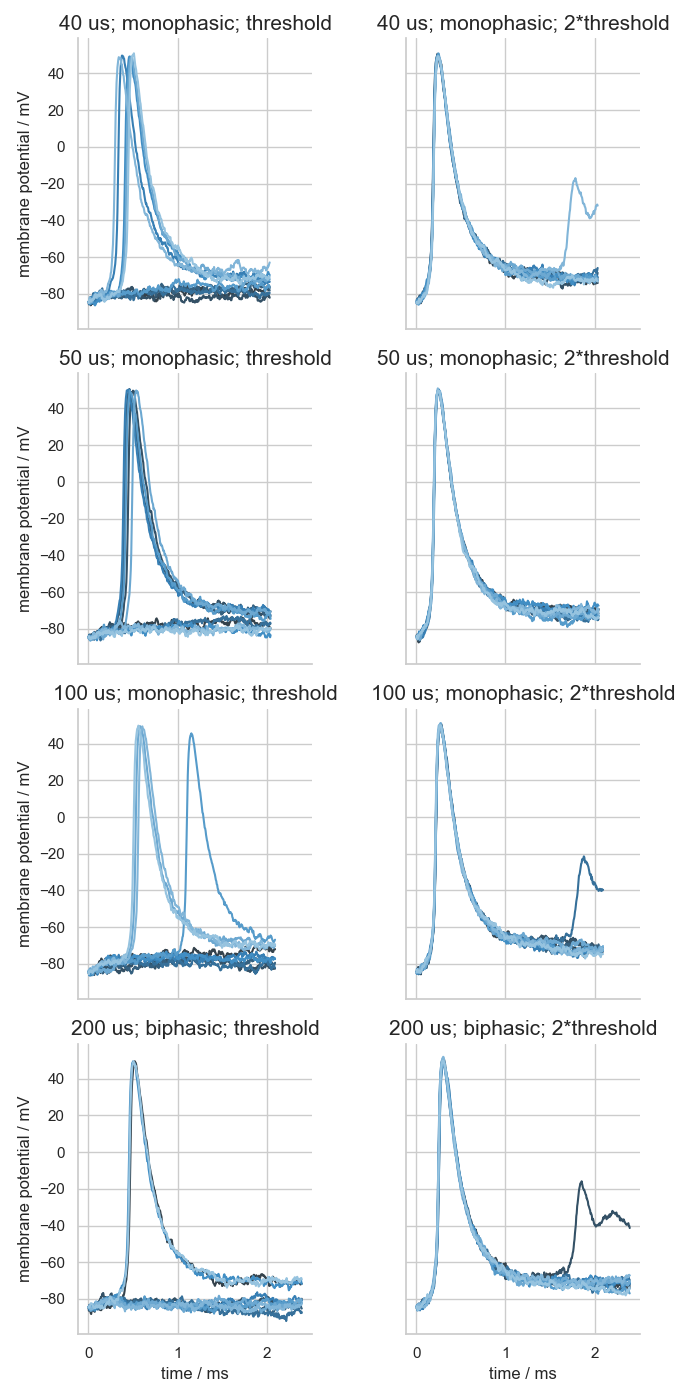 40 us; monophasic; threshold
40 us; monophasic; 2*threshold
membrane potential / mV
40
20
0
−20
−40
−60
−80
50 us; monophasic; threshold
50 us; monophasic; 2*threshold
membrane potential / mV
40
20
0
−20
−40
−60
−80
100 us; monophasic; threshold
100 us; monophasic; 2*threshold
membrane potential / mV
40
20
0
−20
−40
−60
−80
200 us; biphasic; threshold
200 us; biphasic; 2*threshold
membrane potential / mV
40
20
0
−20
−40
−60
−80
0 1 2
0 1 2
time / ms
time / ms